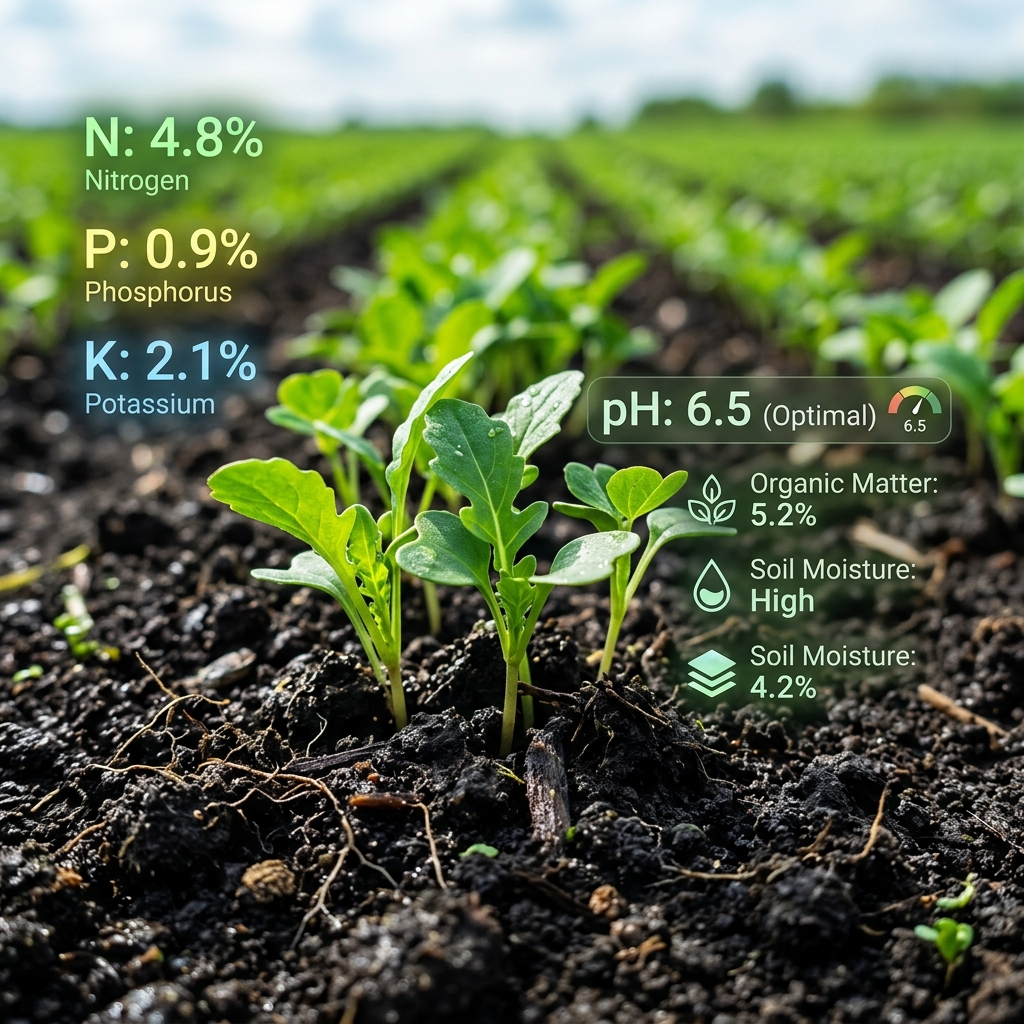 N: 4.8%
Nitrogen
P: 0.9%
Phosphorus
K: 2.1%
Potassium
pH: 6.5 (Optimal)
6.5
Organic Matter:
5.2%
Soil Moisture:
High
Soil Moisture:
4.2%